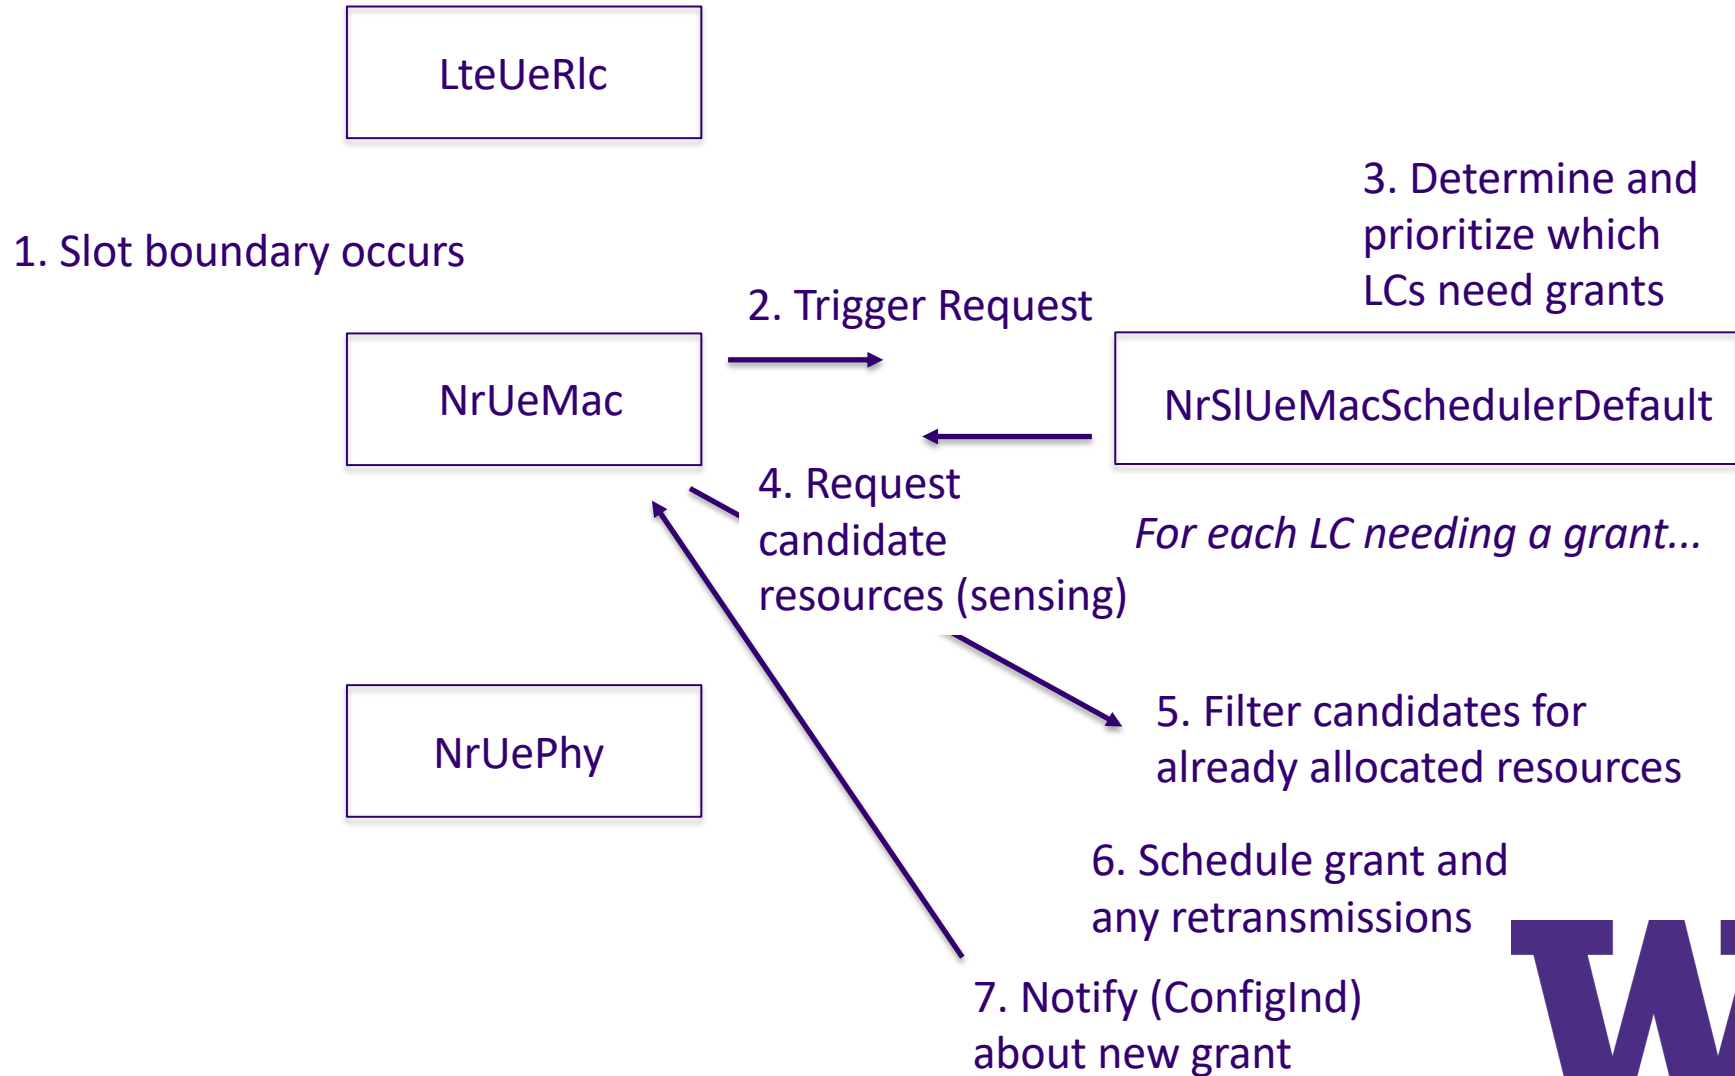 LteUeRlc
1. Slot boundary occurs
2. Trigger Request
3. Determine and
prioritize which
LCs need grants
NrUeMac
NrSlUeMacSchedulerDefault
4. Request
candidate
resources (sensing)
For each LC needing a grant...
NrUePhy
5. Filter candidates for
already allocated resources
6. Schedule grant and
any retransmissions
7. Notify (ConfigInd)
about new grant
W